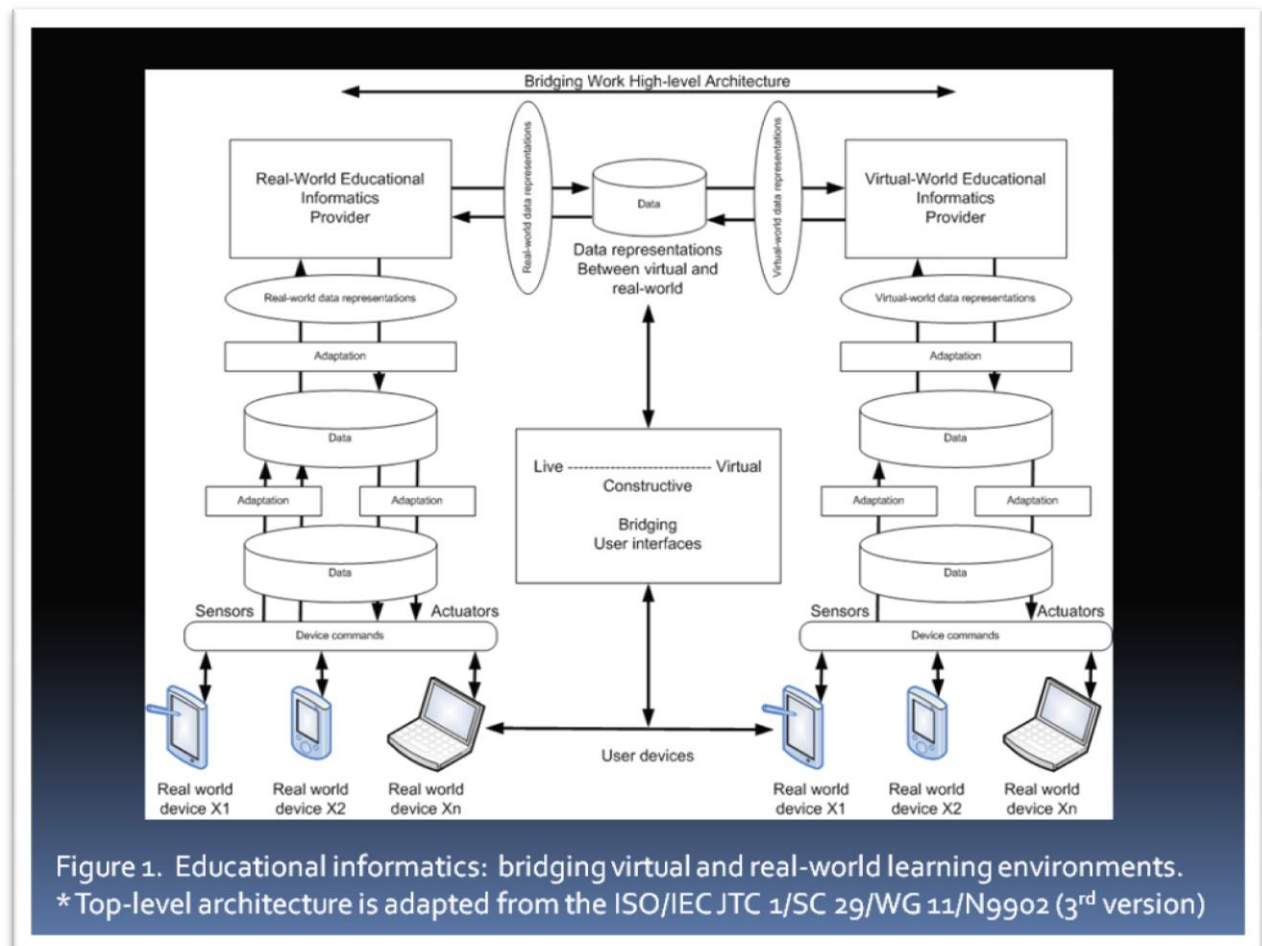 Bridging Work High-level Architecture
Real-World Educational
Informatics
Provider
Real-world data representations
Data
Data representations
Between virtual and
real-world
Virtual-world data representations
Virtual-World Educational
Informatics
Provider
Real-world data representations
Adaptation
Data
Adaptation
Adaptation
Data
Sensors
Actuators
Device commands
Real world
device X1
Real world
device X2
Real world
device Xn
Live ---------------------------- Virtual
Constructive
Bridging
User interfaces
User devices
Virtual-world data representations
Adaptation
Data
Adaptation
Adaptation
Data
Sensors
Actuators
Device commands
Real world
device X1
Real world
device X2
Real world
device Xn
Figure 1. Educational informatics: bridging virtual and real-world learning environments.
* Top-level architecture is adapted from the ISO/IEC JTC 1/SC 29/WG 11/N9902 (3rd version)